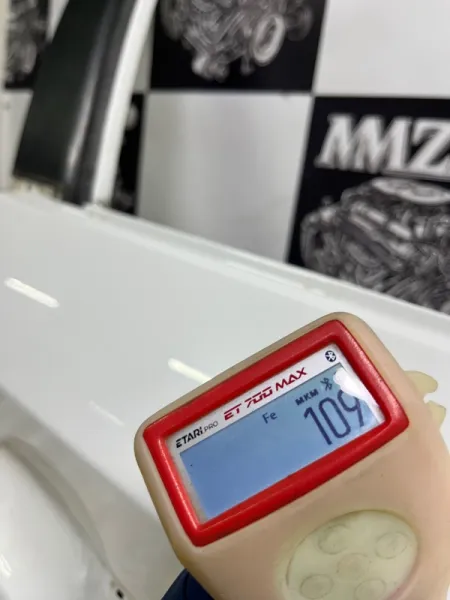 MMZ
ETARI PRO ET 700 MAX
Fe МКМ
109